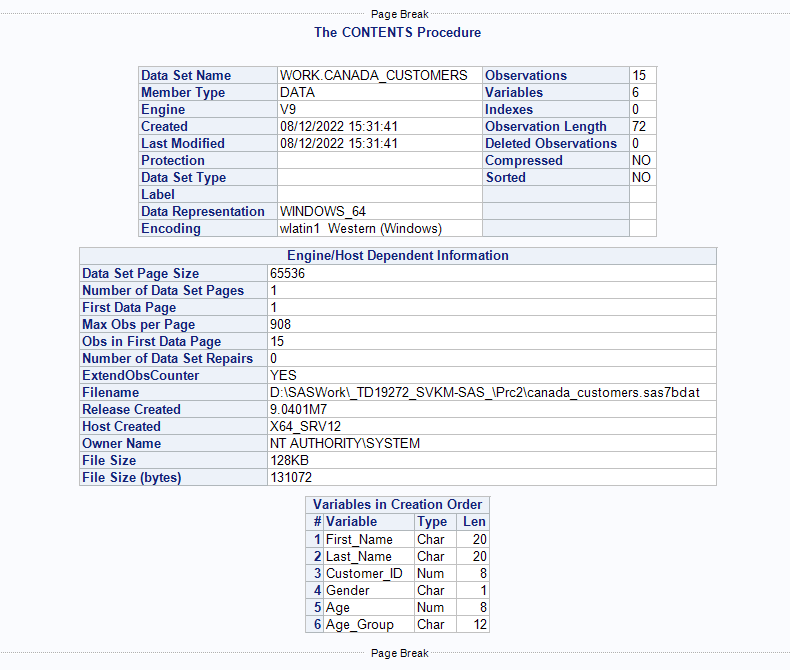 Page Break
The CONTENTS Procedure
Data Set Name WORK.CANADA_CUSTOMERS Observations 15
Member Type DATA Variables 6
Engine V9 Indexes 0
Created 08/12/2022 15:31:41 Observation Length 72
Last Modified 08/12/2022 15:31:41 Deleted Observations 0
Protection Compressed NO
Data Set Type Sorted NO
Label
Data Representation WINDOWS_64
Encoding wlatin1 Western (Windows)
Engine/Host Dependent Information
Data Set Page Size 65536
Number of Data Set Pages 1
First Data Page 1
Max Obs per Page 908
Obs in First Data Page 15
Number of Data Set Repairs 0
ExtendObsCounter YES
Filename D:\SASWork\_TD19272_SVKM-SAS_\Prc2\canada_customers.sas7bdat
Release Created 9.0401M7
Host Created X64_SRV12
Owner Name NT AUTHORITY\SYSTEM
File Size 128KB
File Size (bytes) 131072
Variables in Creation Order
# Variable Type Len
1 First_Name Char 20
2 Last_Name Char 20
3 Customer_ID Num 8
4 Gender Char 1
5 Age Num 8
6 Age_Group Char 12
Page Break